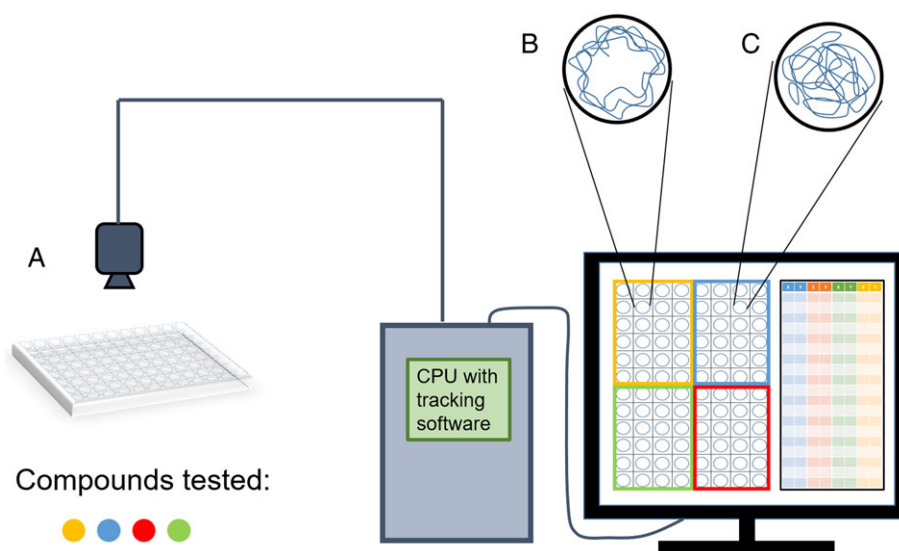 B
C
A
CPU with
tracking
software
Compounds tested: